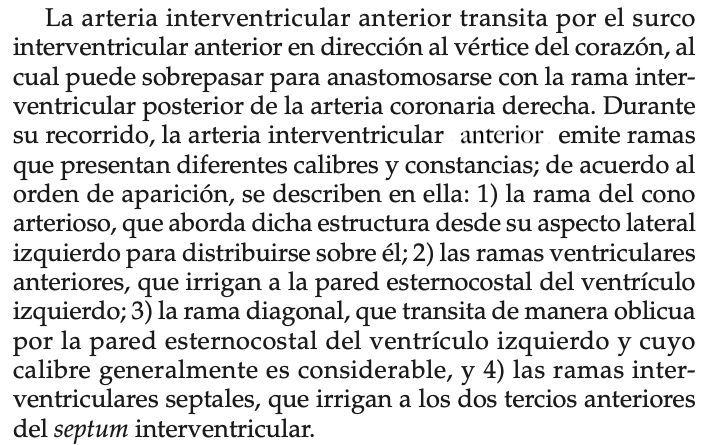 La arteria interventricular anterior transita por el surco
interventricular anterior en dirección al vértice del corazón, al
cual puede sobrepasar para anastomosarse con la rama inter-
ventricular posterior de la arteria coronaria derecha. Durante
su recorrido, la arteria interventricular anterior emite ramas
que presentan diferentes calibres y constancias; de acuerdo al
orden de aparición, se describen en ella: 1) la rama del cono
arterioso, que aborda dicha estructura desde su aspecto lateral
izquierdo para distribuirse sobre él; 2) las ramas ventriculares
anteriores, que irrigan a la pared esternocostal del ventrículo
izquierdo; 3) la rama diagonal, que transita de manera oblicua
por la pared esternocostal del ventrículo izquierdo y cuyo
calibre generalmente es considerable, y 4) las ramas inter-
ventriculares septales, que irrigan a los dos tercios anteriores
del septum interventricular.